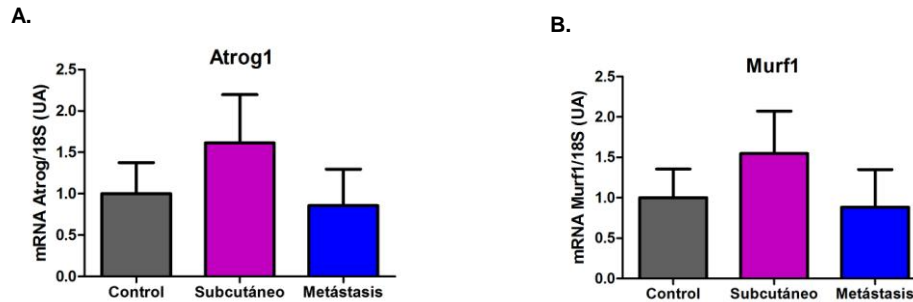 A.
Atrog1
mRNA Atrog/18S (UA)
2.5
2.0
1.5
1.0
0.5
0.0
Control Subcutáneo Metástasis
B.
Murf1
mRNA Murf1/18S (UA)
2.5
2.0
1.5
1.0
0.5
0.0
Control Subcutáneo Metástasis